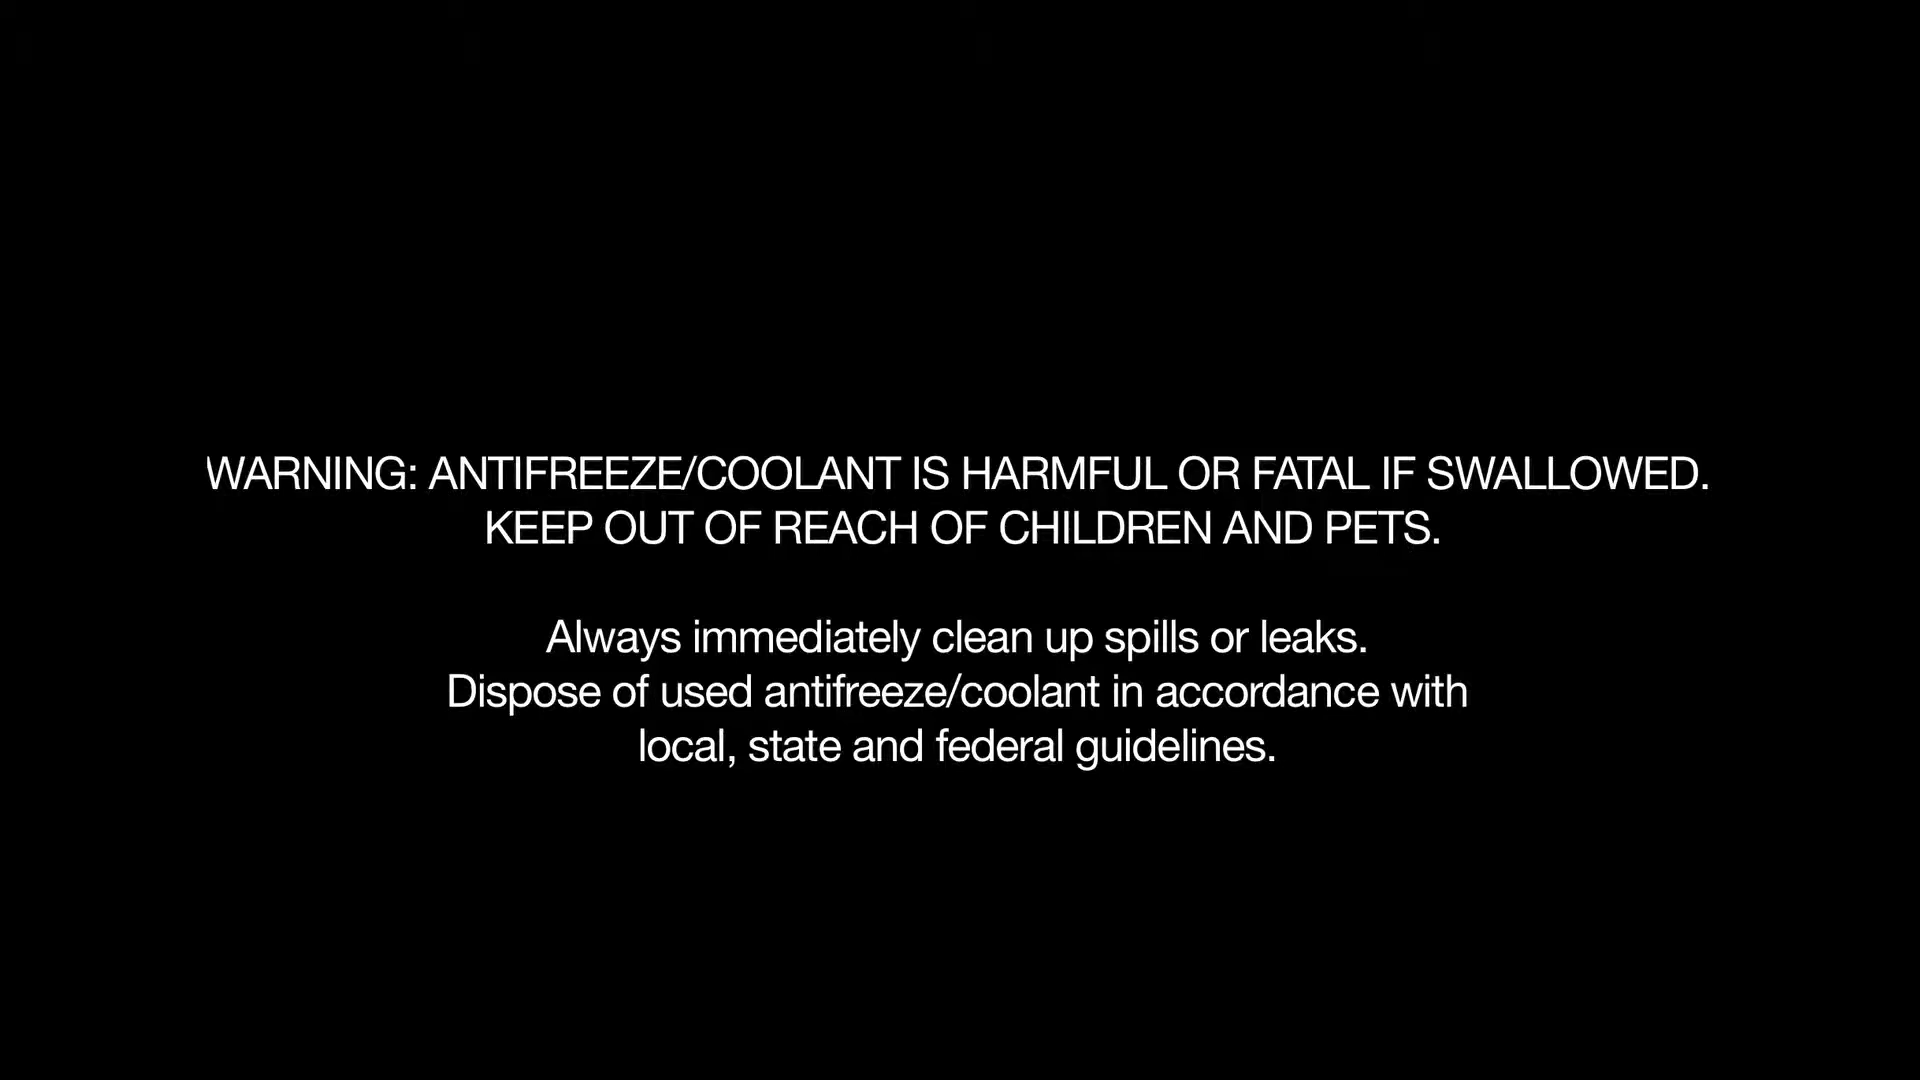 WARNING: ANTIFREEZE/COOLANT IS HARMFUL OR FATAL IF SWALLOWED.
KEEP OUT OF REACH OF CHILDREN AND PETS.
Always immediately clean up spills or leaks.
Dispose of used antifreeze/coolant in accordance with
local, state and federal guidelines.